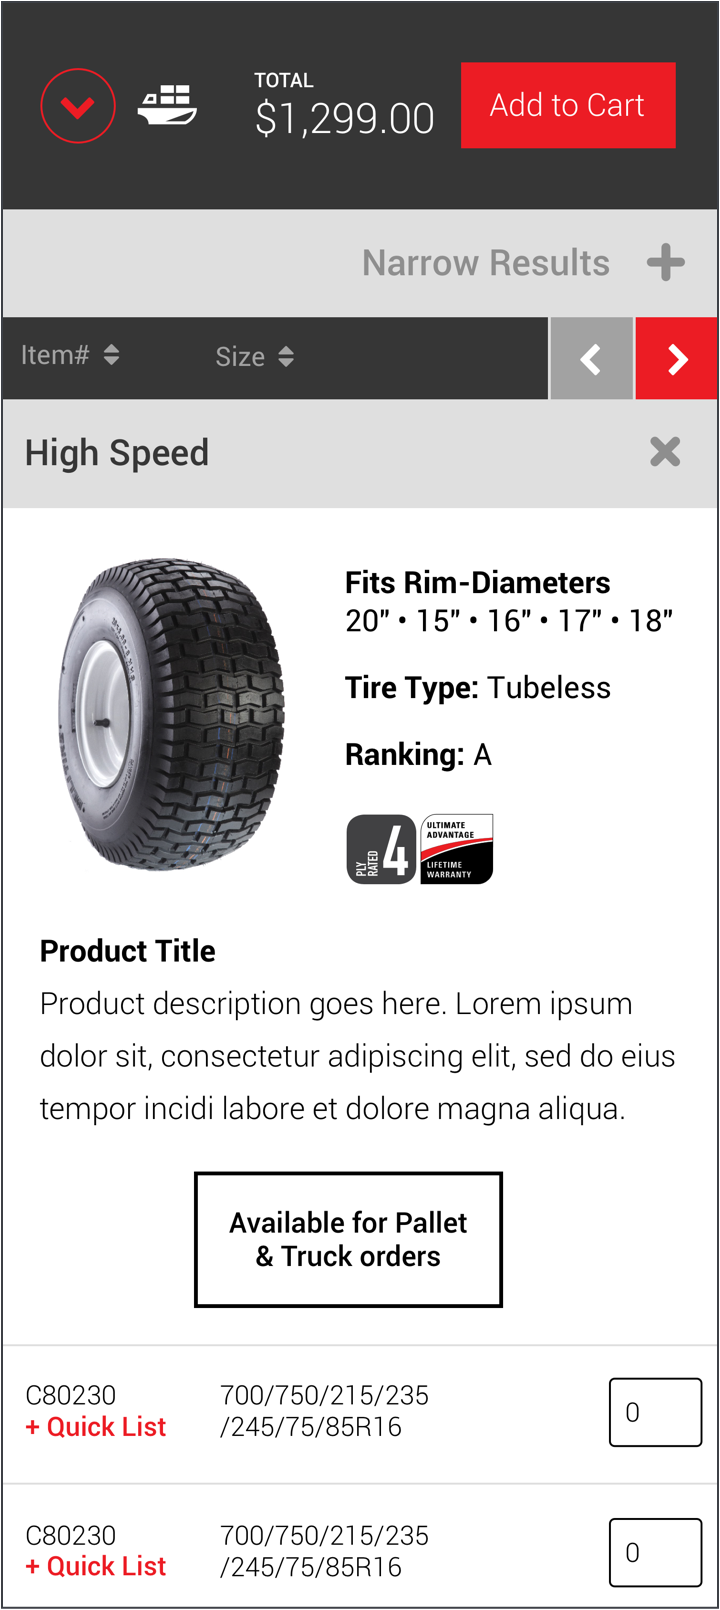 TOTAL
$1,299.00
Add to Cart
Narrow Results
Item#
Size
High Speed
Fits Rim-Diameters
20" • 15" • 16" • 17" • 18"
Tire Type: Tubeless
Ranking: A
PLY
RATED
4
ULTIMATE
ADVANTAGE
LIFETIME
WARRANTY
Product Title
Product description goes here. Lorem ipsum
dolor sit, consectetur adipiscing elit, sed do eius
tempor incidi labore et dolore magna aliqua.
Available for Pallet
& Truck orders
C80230
+ Quick List
700/750/215/235
/245/75/85R16
0
C80230
+ Quick List
700/750/215/235
/245/75/85R16
0